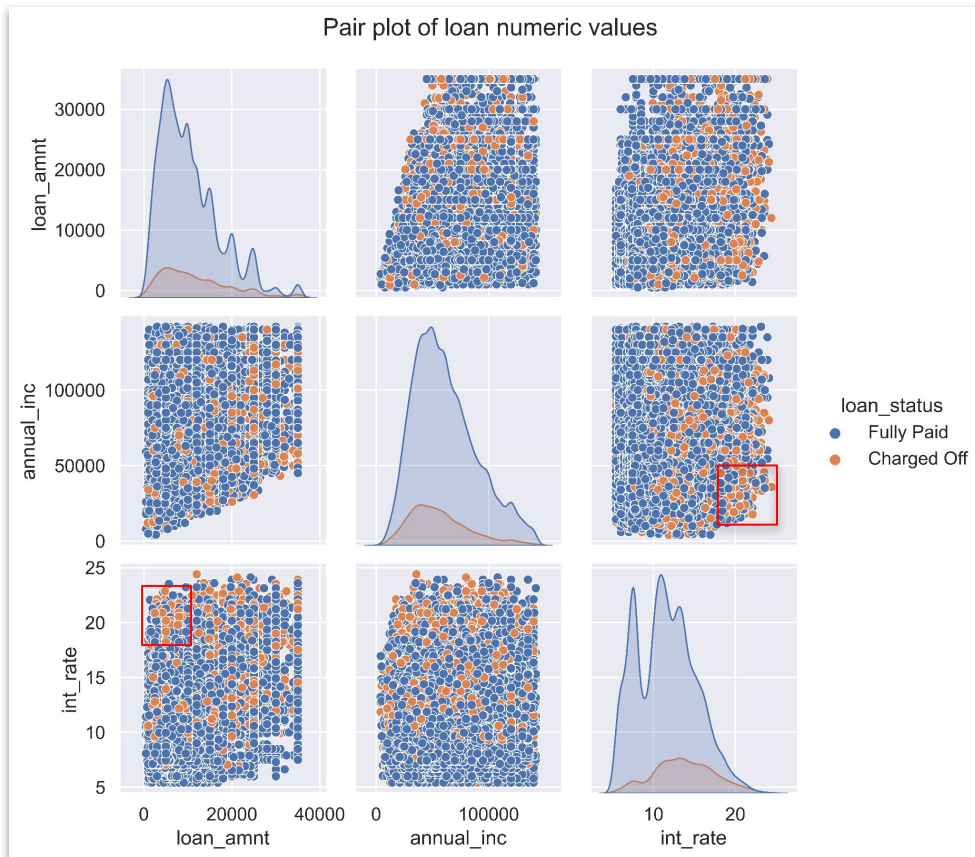 Pair plot of loan numeric values
loan_amnt
30000
20000
10000
0
annual_inc
100000
50000
0
loan_status
Fully Paid
Charged Off
int_rate
25
20
15
10
5
0 20000 40000 0 100000 10 20
loan_amnt annual_inc int_rate